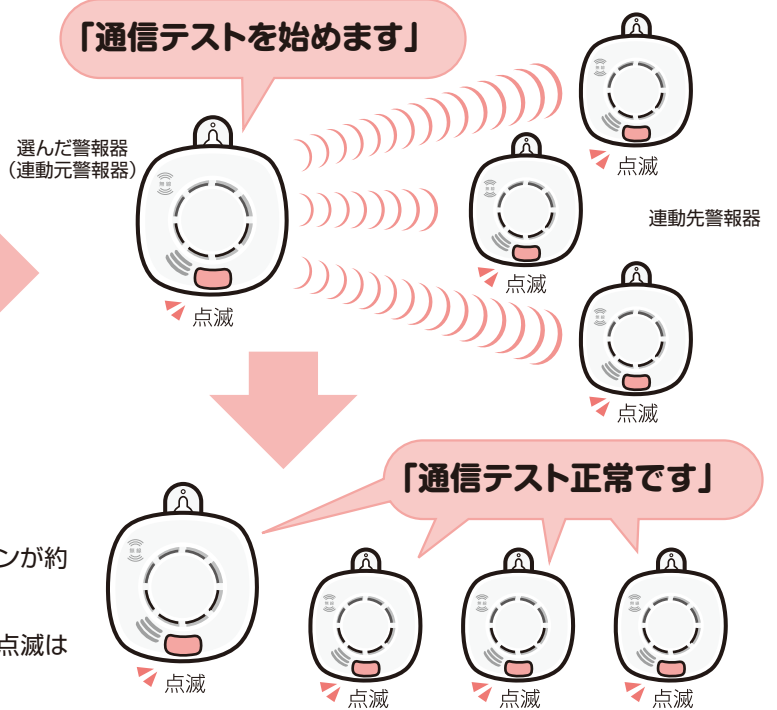 「通信テストを始めます」
選んだ警報器
（連動元警報器）
点滅
点滅
点滅
連動先警報器
点滅
「通信テスト正常です」
ンが約
点滅は
点滅
点滅
点滅
点滅